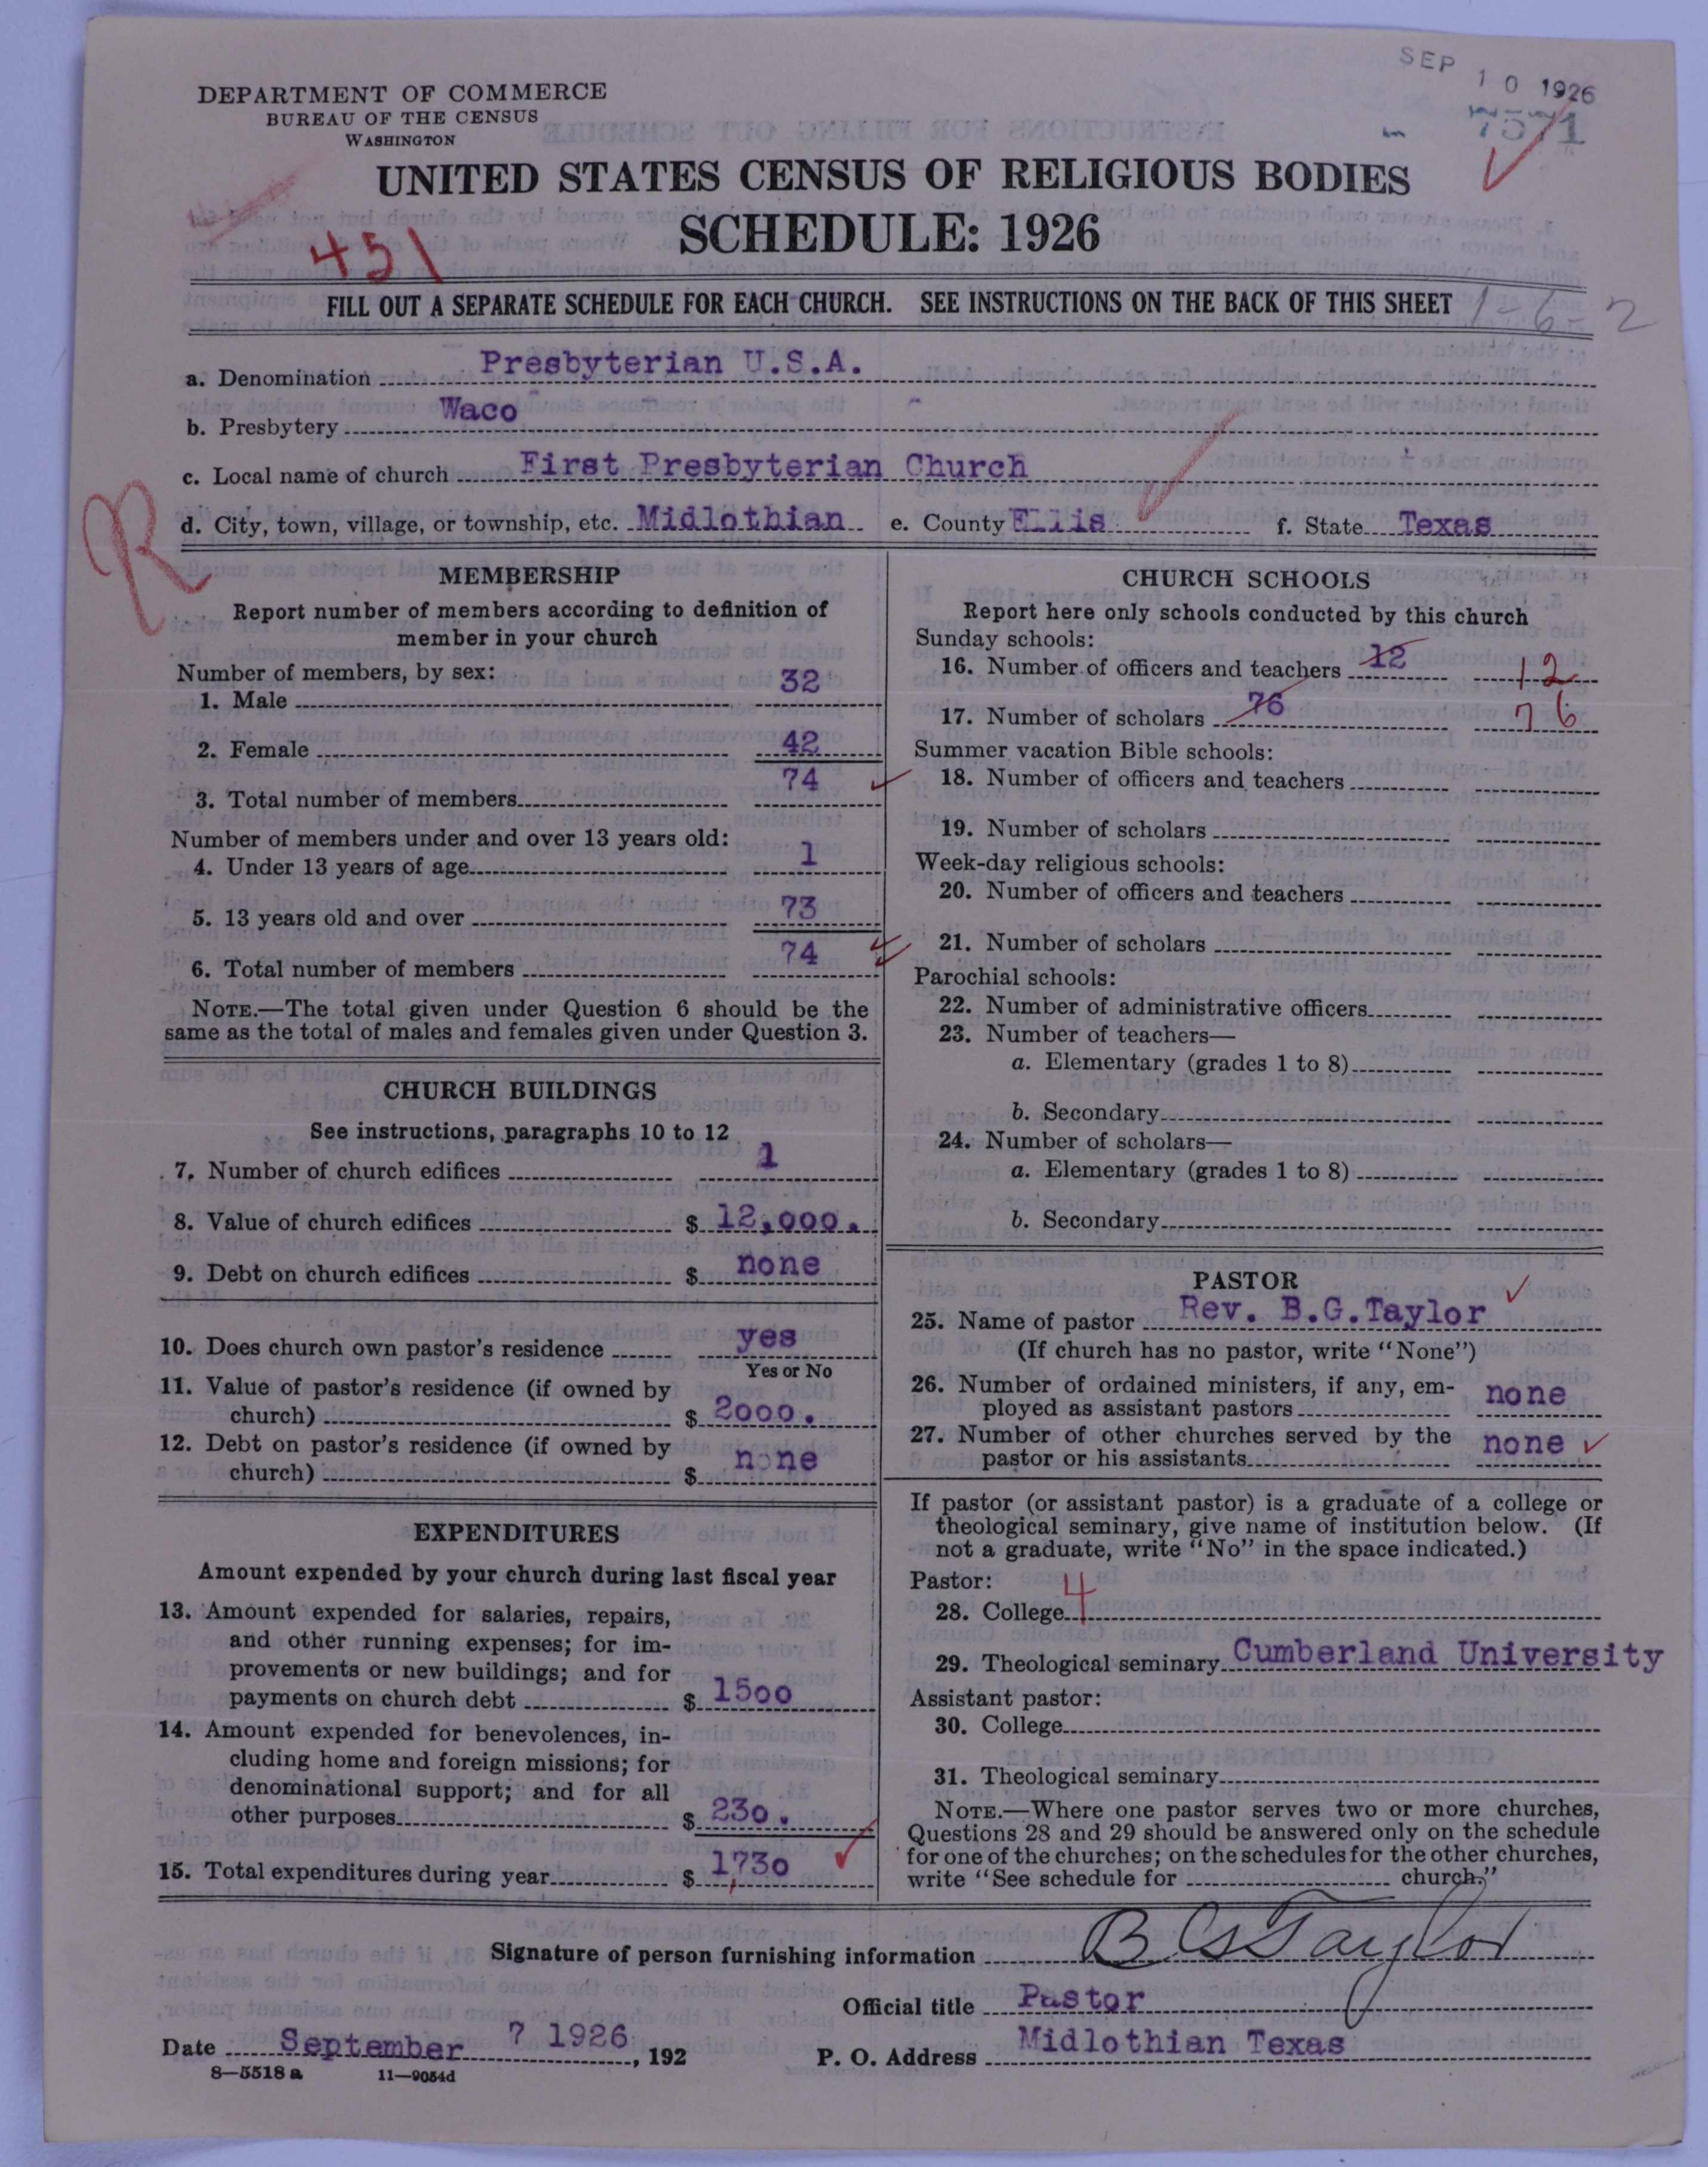 SEP 10 1926
7571
DEPARTMENT OF COMMERCE
BUREAU OF THE CENSUS
WASHINGTON
UNITED STATES CENSUS OF RELIGIOUS BODIES
SCHEDULE: 1926
451
FILL OUT A SEPARATE SCHEDULE FOR EACH CHURCH. SEE INSTRUCTIONS ON THE BACK OF THIS SHEET
1-6-2
a. Denomination Presbyterian U.S.A.
b. Presbytery Waco
c. Local name of church First Presbyterian Church
R
d. City, town, village, or township, etc. Midlothian e. County Ellis f. State Texas
MEMBERSHIP
Report number of members according to definition of
member in your church
Number of members, by sex:
1. Male 32
2. Female 42
3. Total number of members 74
Number of members under and over 13 years old:
4. Under 13 years of age 1
5. 13 years old and over 73
6. Total number of members 74
NOTE.—The total given under Question 6 should be the
same as the total of males and females given under Question 3.
CHURCH BUILDINGS
See instructions, paragraphs 10 to 12
7. Number of church edifices 1
8. Value of church edifices $ 12,000.
9. Debt on church edifices $ none
10. Does church own pastor's residence yes
Yes or No
11. Value of pastor's residence (if owned by
church) $ 2000.
12. Debt on pastor's residence (if owned by
church) $ none
EXPENDITURES
Amount expended by your church during last fiscal year
13. Amount expended for salaries, repairs,
and other running expenses; for im-
provements or new buildings; and for
payments on church debt $ 1500
14. Amount expended for benevolences, in-
cluding home and foreign missions; for
denominational support; and for all
other purposes $ 230.
15. Total expenditures during year $ 1,730
CHURCH SCHOOLS
Report here only schools conducted by this church
Sunday schools:
16. Number of officers and teachers 12 12
17. Number of scholars 76 76
Summer vacation Bible schools:
18. Number of officers and teachers
19. Number of scholars
Week-day religious schools:
20. Number of officers and teachers
21. Number of scholars
Parochial schools:
22. Number of administrative officers
23. Number of teachers—
a. Elementary (grades 1 to 8)
b. Secondary
24. Number of scholars—
a. Elementary (grades 1 to 8)
b. Secondary
PASTOR
25. Name of pastor Rev. B.G.Taylor
(If church has no pastor, write "None")
26. Number of ordained ministers, if any, em-
ployed as assistant pastors none
27. Number of other churches served by the
pastor or his assistants none
If pastor (or assistant pastor) is a graduate of a college or
theological seminary, give name of institution below. (If
not a graduate, write "No" in the space indicated.)
Pastor:
28. College 4
29. Theological seminary Cumberland University
Assistant pastor:
30. College
31. Theological seminary
NOTE.—Where one pastor serves two or more churches,
Questions 28 and 29 should be answered only on the schedule
for one of the churches; on the schedules for the other churches,
write "See schedule for church."
Signature of person furnishing information B G Taylor
Official title Pastor
Date September 7 1926, 192 P. O. Address Midlothian Texas
8—5518 a 11—9054d